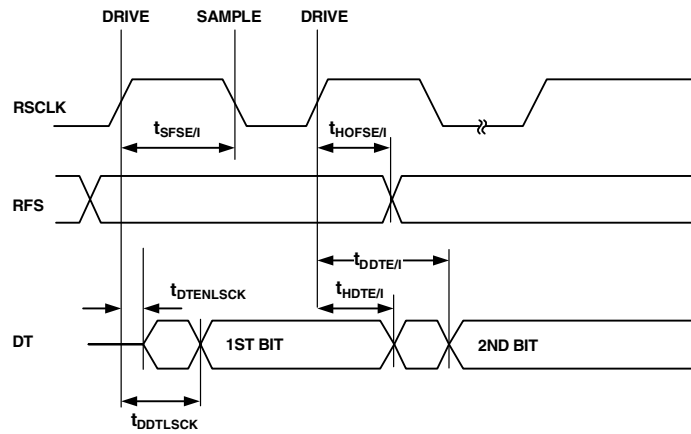 DRIVE SAMPLE DRIVE
RSCLK
tSFSE/I tHOFSE/I
RFS
tDDTE/I
tDTENLSCK tHDTE/I
DT 1ST BIT 2ND BIT
tDDTLSCK